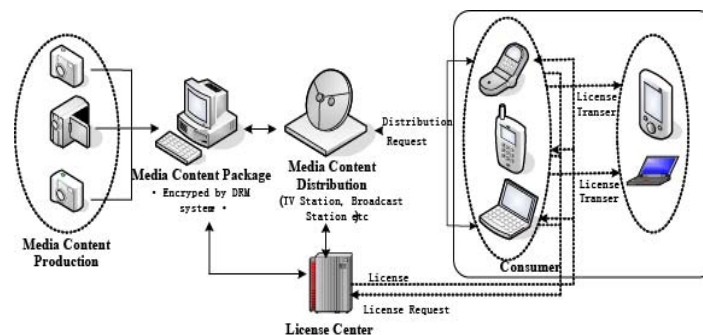 Media Content
Production
Media Content Package
• Encryped by DRM
system •
Media Content
Distribution
(TV Station, Broadcast
Station etc
Distribution
Request
License
Transer
License
Transer
Consumer
License
License Request
License Center